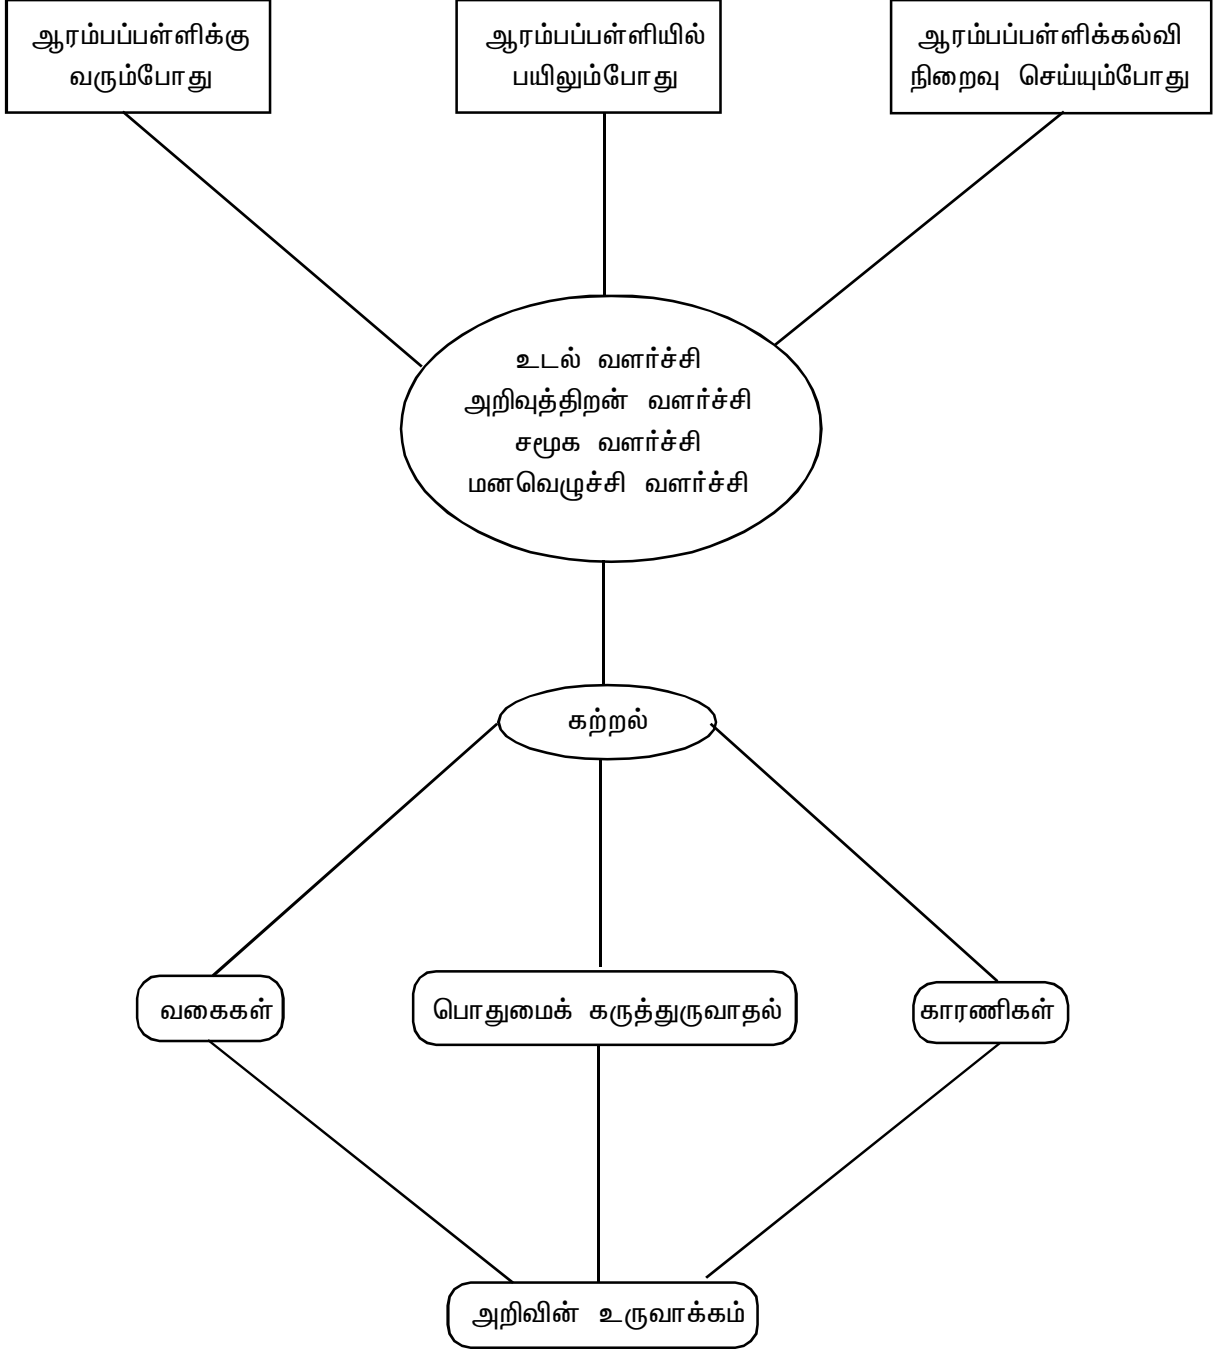 ஆரம்பப்பள்ளிக்கு
வரும்போது
ஆரம்பப்பள்ளியில்
பயிலும்போது
ஆரம்பப்பள்ளிக்கல்வி
நிறைவு செய்யும்போது
உடல் வளர்ச்சி
அறிவுத்திறன் வளர்ச்சி
சமூக வளர்ச்சி
மனவெழுச்சி வளர்ச்சி
கற்றல்
வகைகள்
பொதுமைக் கருத்துருவாதல்
காரணிகள்
அறிவின் உருவாக்கம்